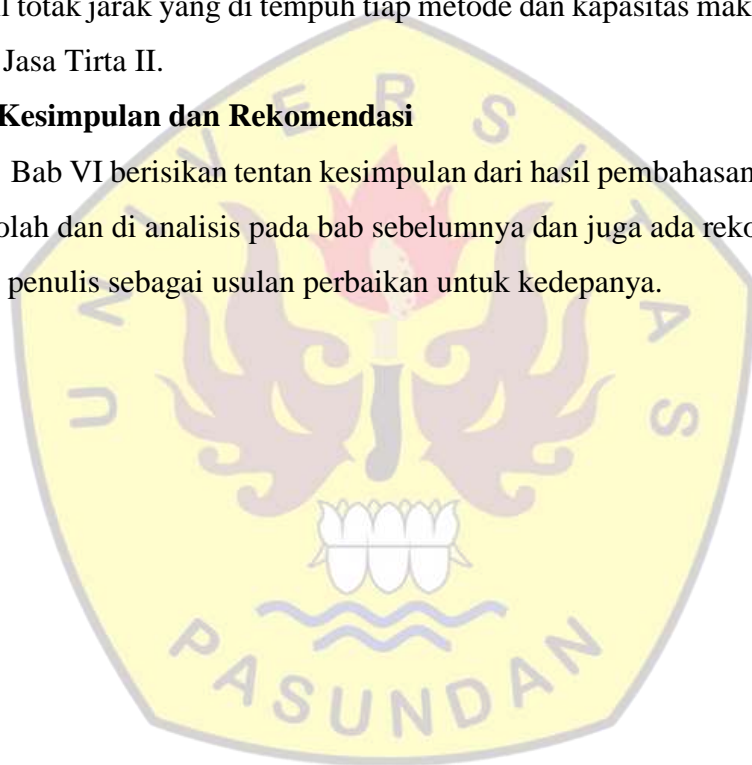 l totak jarak yang di tempuh tiap metode dan kapasitas mak
Jasa Tirta II.
Kesimpulan dan Rekomendasi
Bab VI berisikan tentan kesimpulan dari hasil pembahasan
olah dan di analisis pada bab sebelumnya dan juga ada reko
penulis sebagai usulan perbaikan untuk kedepanya.
UNIVERSITAS
PASUNDAN